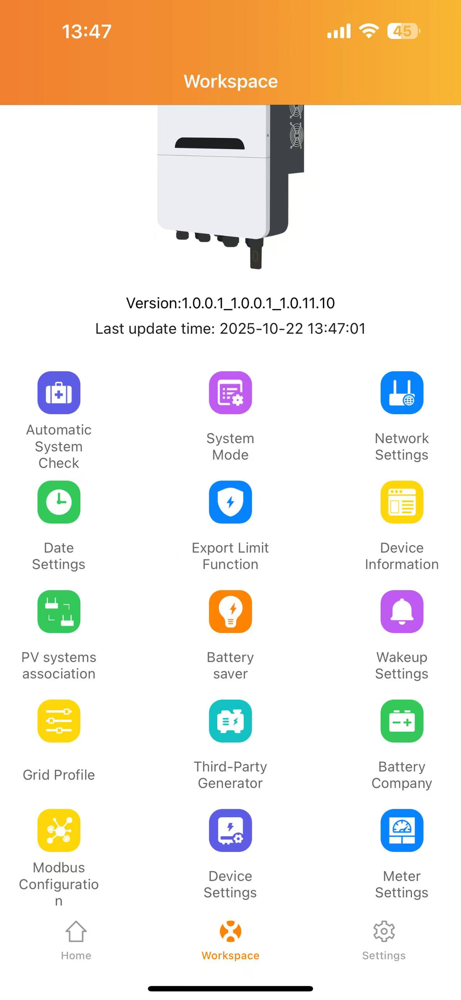 13:47
45
Workspace
Version:1.0.0.1_1.0.0.1_1.0.11.10
Last update time: 2025-10-22 13:47:01
Automatic
System
Check
System
Mode
Network
Settings
Date
Settings
Export Limit
Function
Device
Information
PV systems
association
Battery
saver
Wakeup
Settings
Grid Profile
Third-Party
Generator
Battery
Company
Modbus
Configuratio
n
Device
Settings
Meter
Settings
Home
Workspace
Settings